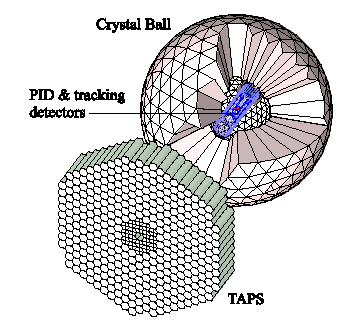 Crystal Ball
PID & tracking
detectors
TAPS